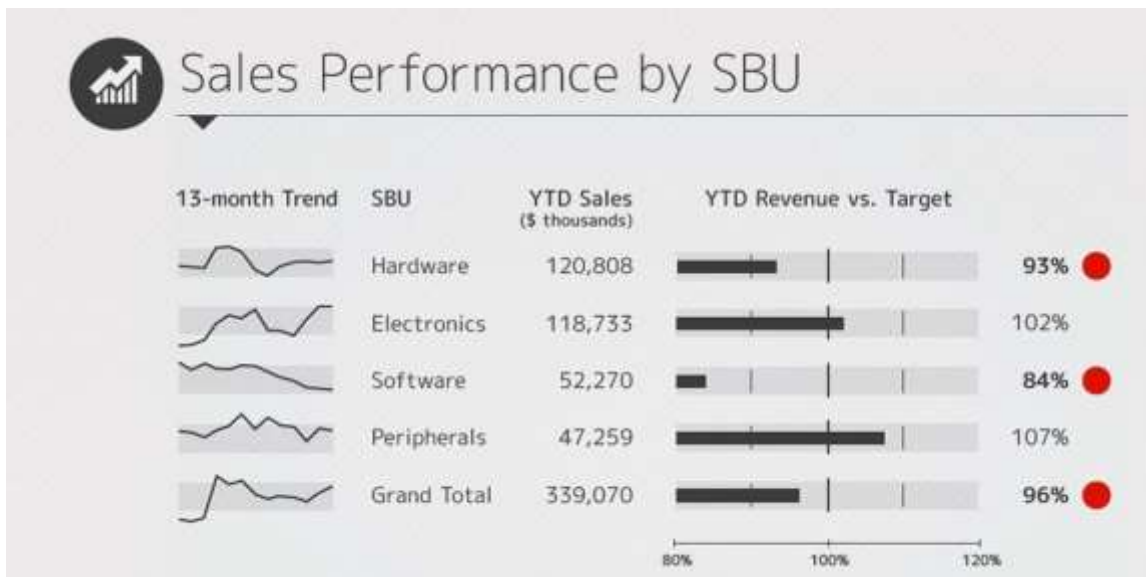 Sales Performance by SBU
13-month Trend SBU YTD Sales YTD Revenue vs. Target
($ thousands)
Hardware 120,808 93%
Electronics 118,733 102%
Software 52,270 84%
Peripherals 47,259 107%
Grand Total 339,070 96%
80% 100% 120%